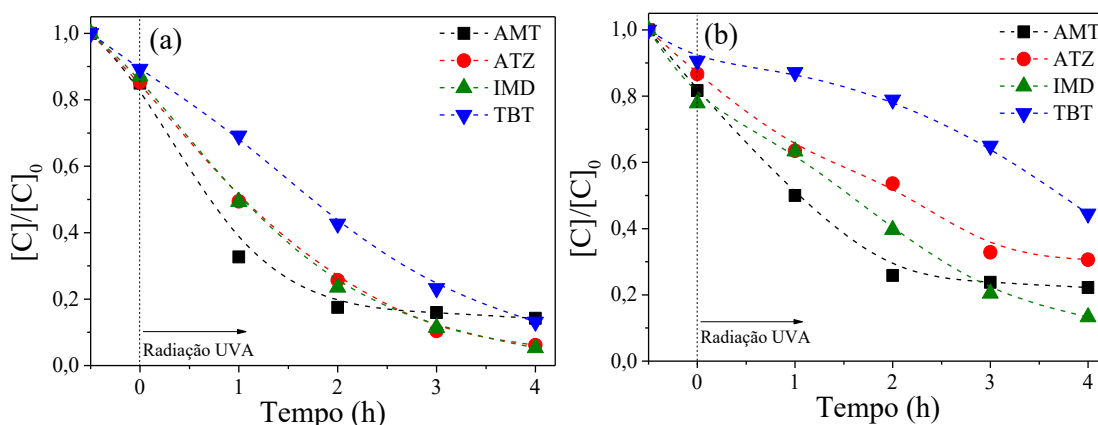 (a)
AMT
ATZ
IMD
TBT
[C]/[C]0
1,0
0,8
0,6
0,4
0,2
0,0
Radiação UVA
0 1 2 3 4
Tempo (h)
(b)
AMT
ATZ
IMD
TBT
[C]/[C]0
1,0
0,8
0,6
0,4
0,2
0,0
Radiação UVA
0 1 2 3 4
Tempo (h)